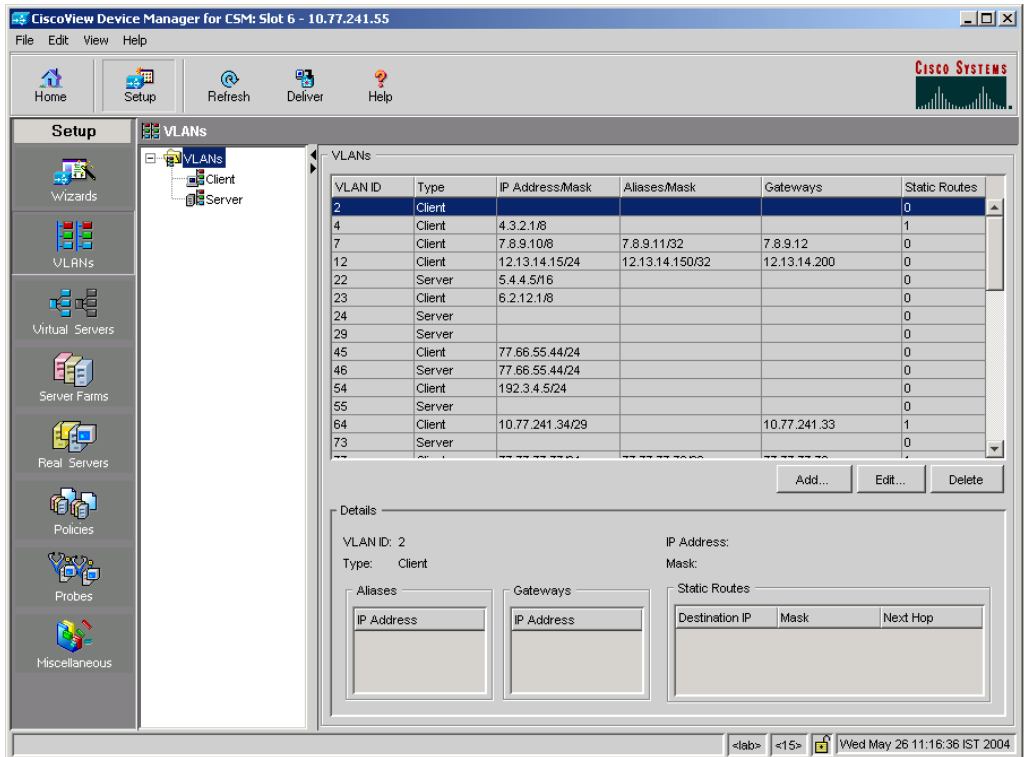 CiscoView Device Manager for CSM: Slot 6 - 10.77.241.55
File Edit View Help
Home Setup Refresh Deliver Help
CISCO SYSTEMS
Setup
Wizards
VLANs
Virtual Servers
Server Farms
Real Servers
Policies
Probes
Miscellaneous
VLANs
VLANs
Client
Server
VLANs
VLAN ID Type IP Address/Mask Aliases/Mask Gateways Static Routes
2 Client 0
4 Client 4.3.2.1/8 1
7 Client 7.8.9.10/8 7.8.9.11/32 7.8.9.12 0
12 Client 12.13.14.15/24 12.13.14.150/32 12.13.14.200 0
22 Server 5.4.4.5/16 0
23 Client 6.2.12.1/8 0
24 Server 0
29 Server 0
45 Client 77.66.55.44/24 0
46 Server 77.66.55.44/24 0
54 Client 192.3.4.5/24 0
55 Server 0
64 Client 10.77.241.34/29 10.77.241.33 1
73 Server 0
Add... Edit... Delete
Details
VLAN ID: 2 IP Address:
Type: Client Mask:
Aliases
IP Address
Gateways
IP Address
Static Routes
Destination IP Mask Next Hop
<lab> <15> Wed May 26 11:16:36 IST 2004